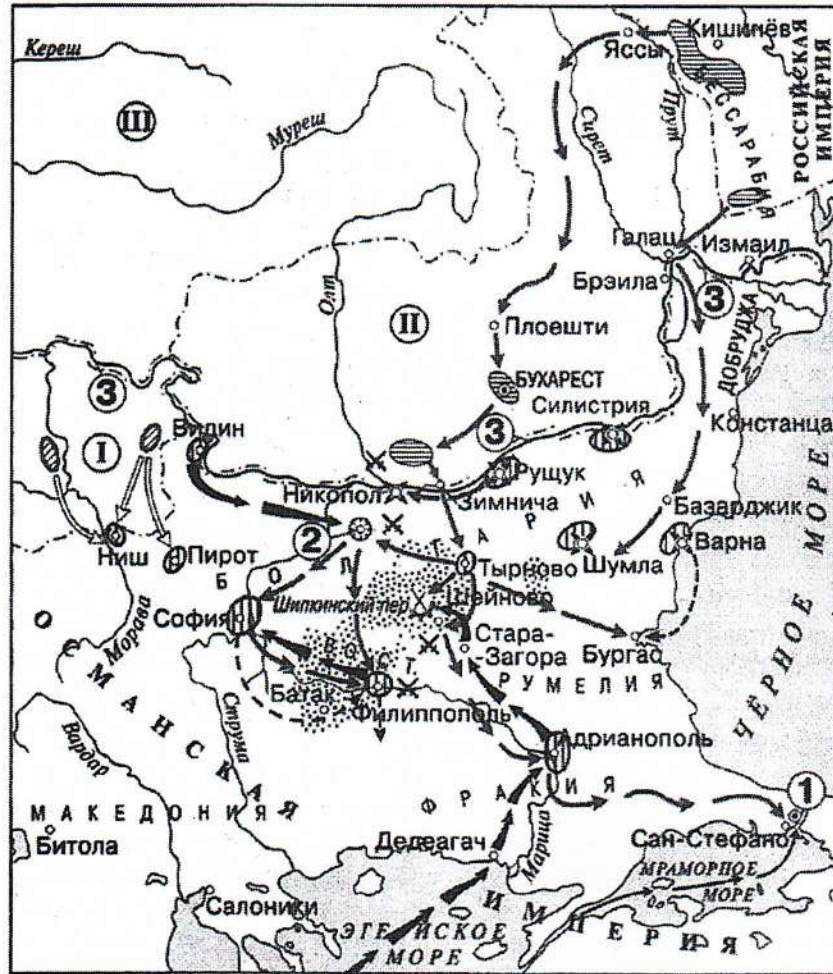 Кишинёв
Яссы
Кереш
III
Муреш
Сирет
Прут
БЕССАРАБИЯ
РОССИЙСКАЯ
ИМПЕРИЯ
Галац
Измаил
Брэила
3
Олт
II
ДОБРУДЖА
Плоешти
БУХАРЕСТ
Силистрия
3
Констанца
3
I
Видин
Рущук
Никопол
Зимнича
Базарджик
2
Ниш
Пирот
Тырново
Шумла
Варна
БОЛГАРИЯ
Шейново
Шипкинский пер.
София
Морава
Стара-
-Загора
Бургас
ВОСТ.
РУМЕЛИЯ
Батак
Филиппополь
Струма
Вардар
Адрианополь
ЧЁРНОЕ МОРЕ
ОСМАНСКАЯ
ФРАКИЯ
1
МАКЕДОНИЯ
Битола
Дедеагач
Марица
Сан-Стефано
МРАМОРНОЕ
МОРЕ
Салоники
ЭГЕЙСКОЕ
МОРЕ
ИМПЕРИЯ